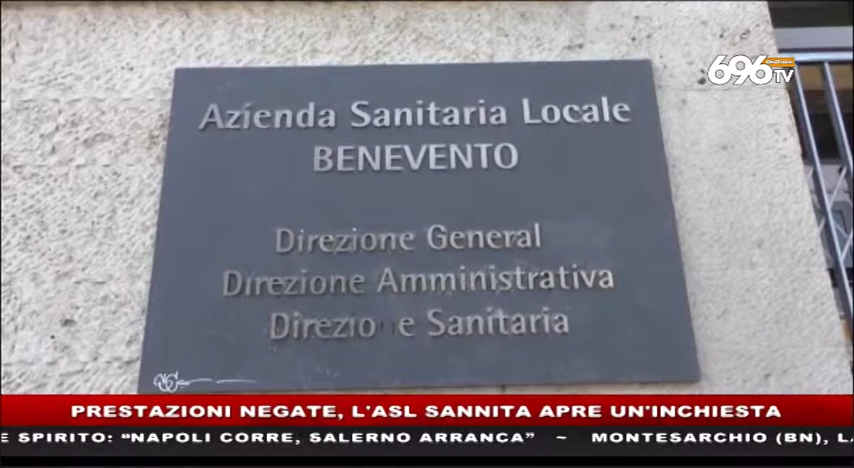 696 TV
Azienda Sanitaria Locale
BENEVENTO
Direzione General
Direzione Amministrativa
Direzio e Sanitaria
PRESTAZIONI NEGATE, L'ASL SANNITA APRE UN'INCHIESTA
E SPIRITO: “NAPOLI CORRE, SALERNO ARRANCA” ~ MONTESARCHIO (BN), L